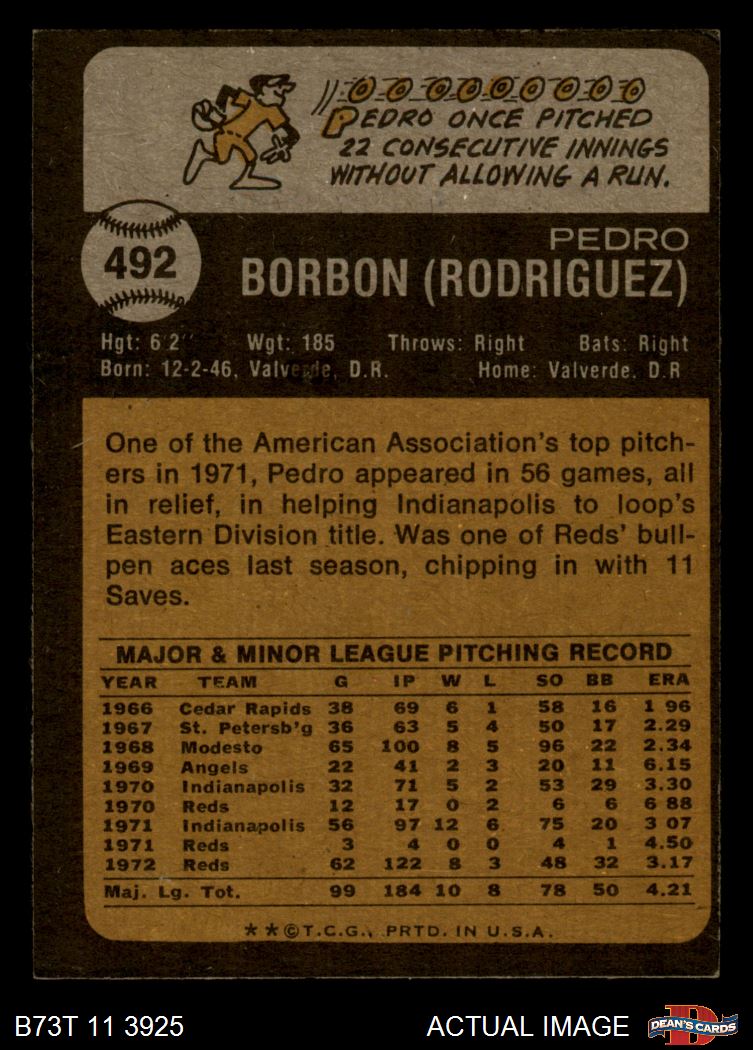 PEDRO ONCE PITCHED
22 CONSECUTIVE INNINGS
WITHOUT ALLOWING A RUN.
492
PEDRO
BORBON (RODRIGUEZ)
Hgt: 6'2" Wgt: 185 Throws: Right Bats: Right
Born: 12-2-46, Valverde, D.R. Home: Valverde, D.R
One of the American Association's top pitch-
ers in 1971, Pedro appeared in 56 games, all
in relief, in helping Indianapolis to loop's
Eastern Division title. Was one of Reds' bull-
pen aces last season, chipping in with 11
Saves.
MAJOR & MINOR LEAGUE PITCHING RECORD
YEAR TEAM G IP W L SO BB ERA
1966 Cedar Rapids 38 69 6 1 58 16 1 96
1967 St. Petersb'g 36 63 5 4 50 17 2.29
1968 Modesto 65 100 8 5 96 22 2.34
1969 Angels 22 41 2 3 20 11 6.15
1970 Indianapolis 32 71 5 2 53 29 3.30
1970 Reds 12 17 0 2 6 6 6 88
1971 Indianapolis 56 97 12 6 75 20 3 07
1971 Reds 3 4 0 0 4 1 4.50
1972 Reds 62 122 8 3 48 32 3.17
Maj. Lg. Tot. 99 184 10 8 78 50 4.21
★★©T.C.G., PRTD. IN U.S.A.
B73T 11 3925 ACTUAL IMAGE
D
DEAN'S CARDS